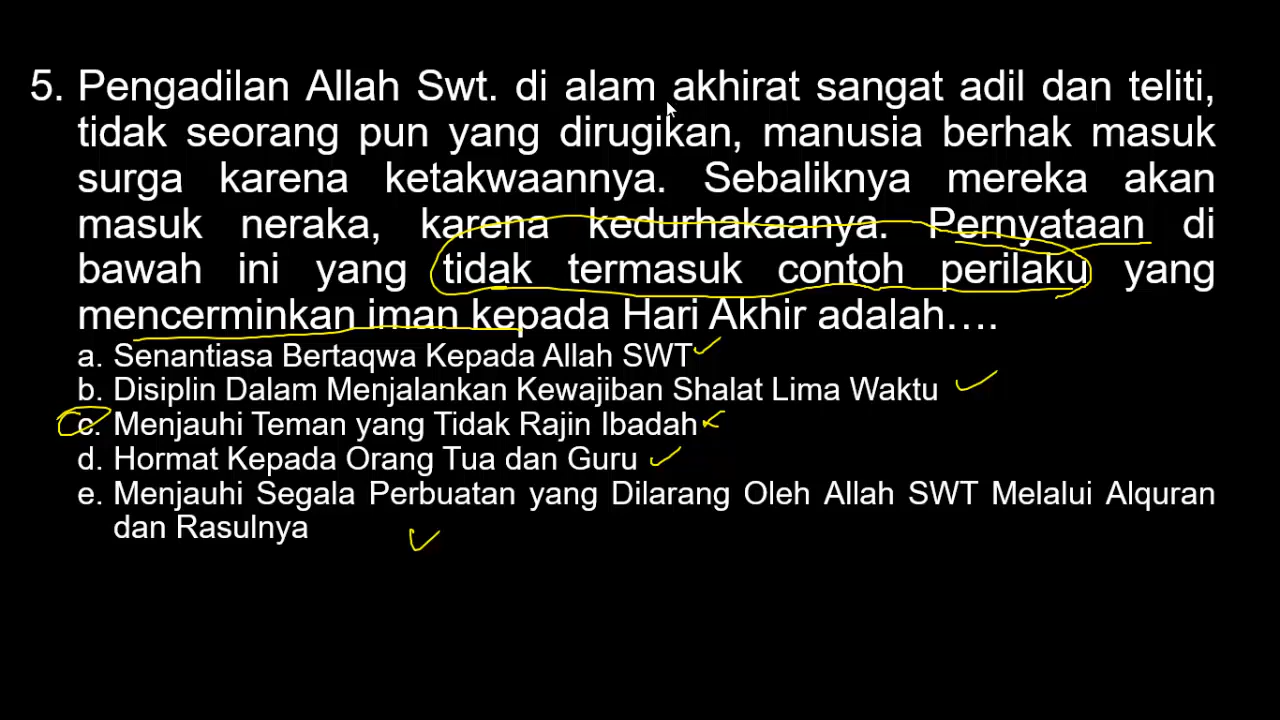 5. Pengadilan Allah Swt. di alam akhirat sangat adil dan teliti,
tidak seorang pun yang dirugikan, manusia berhak masuk
surga karena ketakwaannya. Sebaliknya mereka akan
masuk neraka, karena kedurhakaanya. Pernyataan di
bawah ini yang tidak termasuk contoh perilaku yang
mencerminkan iman kepada Hari Akhir adalah….
a. Senantiasa Bertaqwa Kepada Allah SWT
b. Disiplin Dalam Menjalankan Kewajiban Shalat Lima Waktu
c. Menjauhi Teman yang Tidak Rajin Ibadah
d. Hormat Kepada Orang Tua dan Guru
e. Menjauhi Segala Perbuatan yang Dilarang Oleh Allah SWT Melalui Alquran
dan Rasulnya